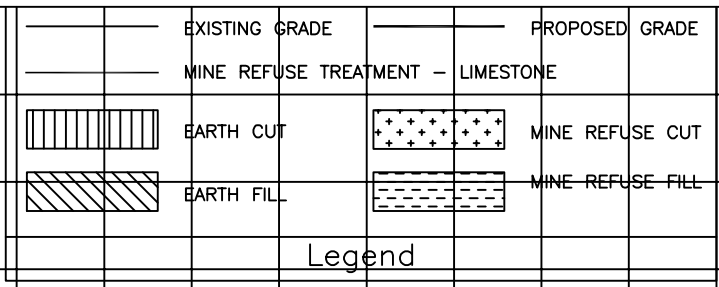 EXISTING GRADE
PROPOSED GRADE
MINE REFUSE TREATMENT – LIMESTONE
EARTH CUT
MINE REFUSE CUT
EARTH FILL
MINE REFUSE FILL
Legend